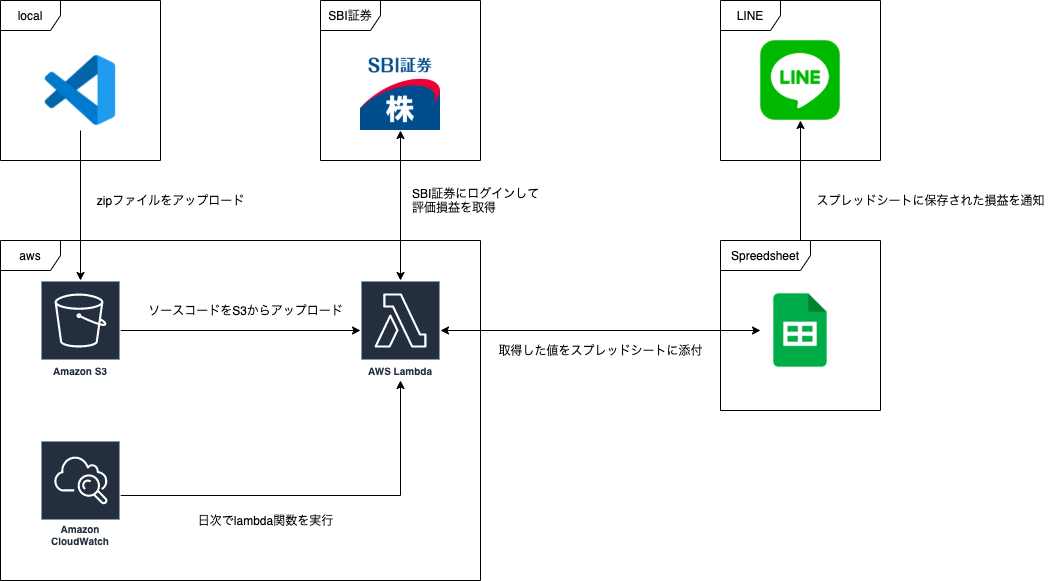 local
SBI証券
LINE
SBI証券
株
LINE
zipファイルをアップロード
SBI証券にログインして
評価損益を取得
スプレッドシートに保存された損益を通知
aws
Spreedsheet
ソースコードをS3からアップロード
取得した値をスプレッドシートに添付
Amazon S3
AWS Lambda
日次でlambda関数を実行
Amazon
CloudWatch